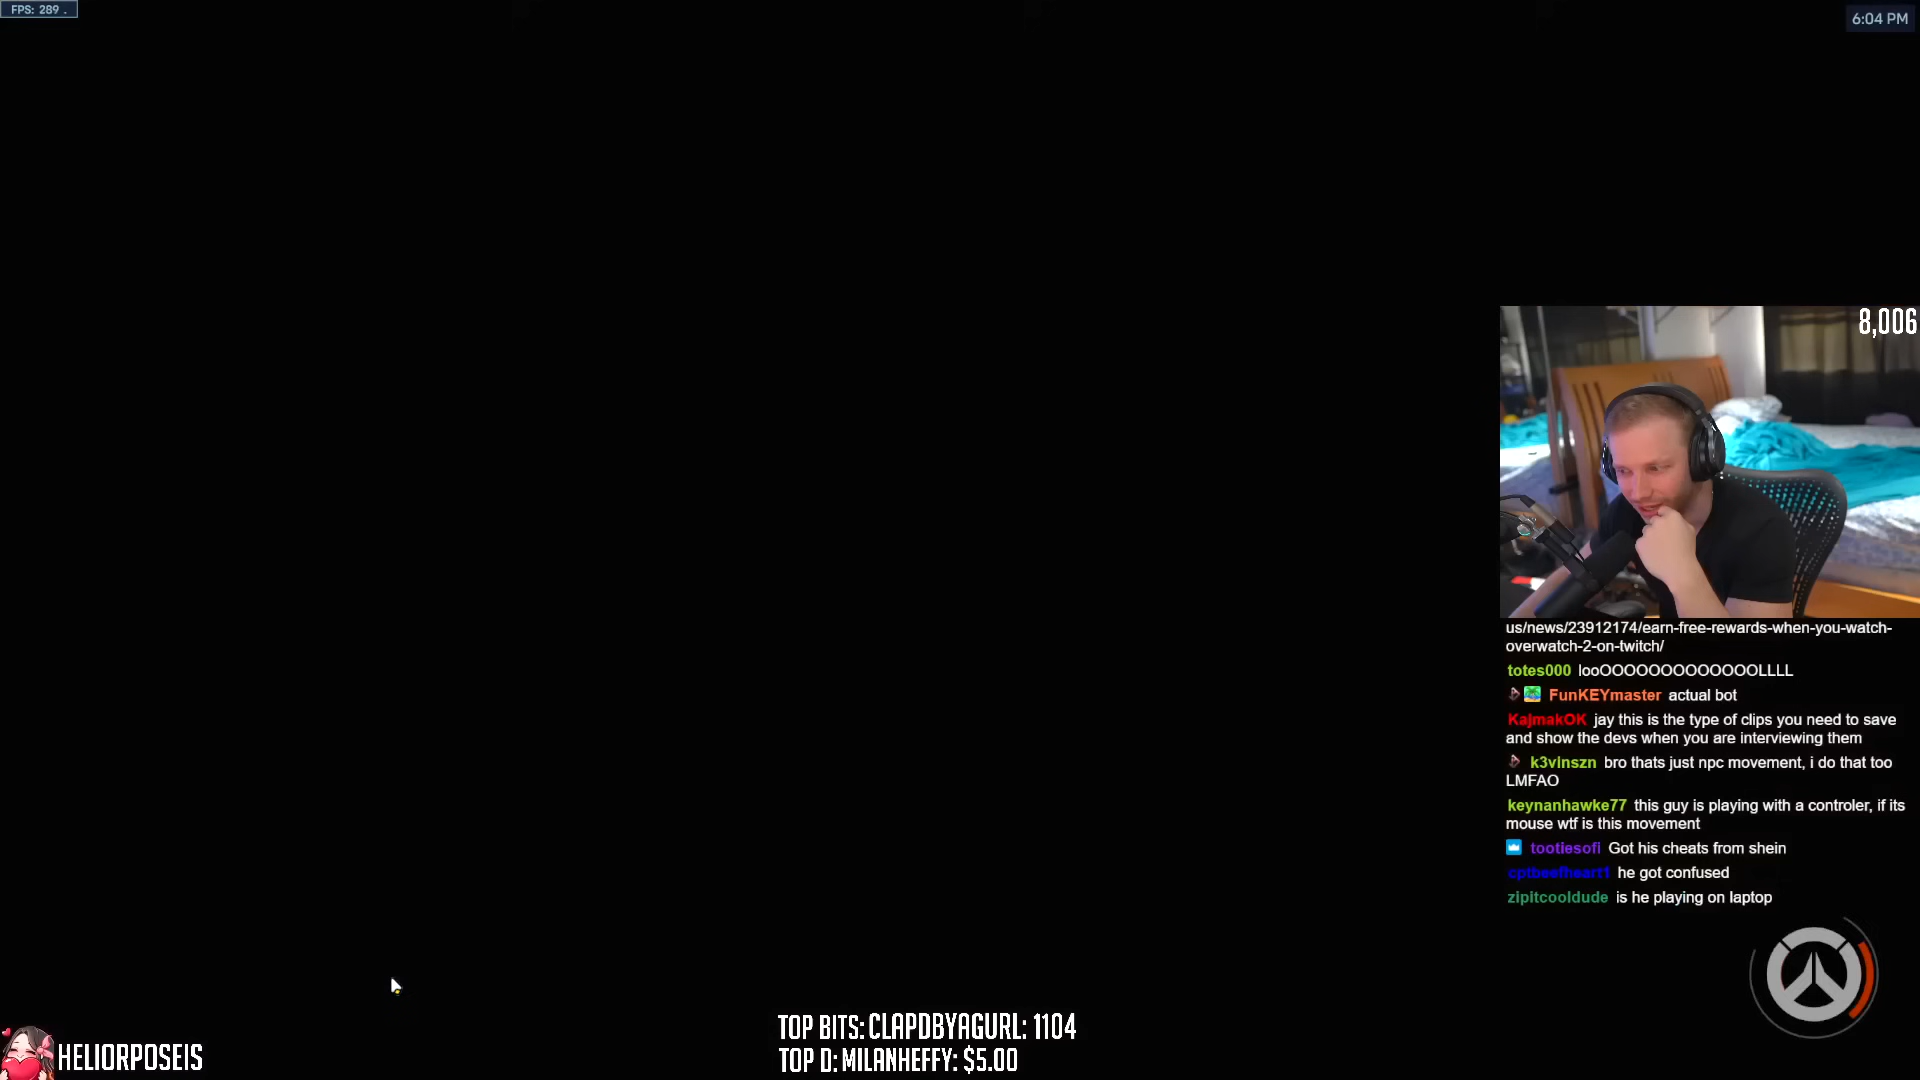 FPS: 289 .
6:04 PM
8,006
us/news/23912174/earn-free-rewards-when-you-watch-
overwatch-2-on-twitch/
totes000 looOOOOOOOOOOOOOLLLL
FunKEYmaster actual bot
KajmakOK jay this is the type of clips you need to save
and show the devs when you are interviewing them
k3vinszn bro thats just npc movement, i do that too
LMFAO
keynanhawke77 this guy is playing with a controler, if its
mouse wtf is this movement
tootiesofi Got his cheats from shein
cptbeefheart1 he got confused
zipitcooldude is he playing on laptop
TOP BITS: CLAPDBYAGURL: 1104
TOP D: MILANHEFFY: $5.00
HELIORPOSEIS